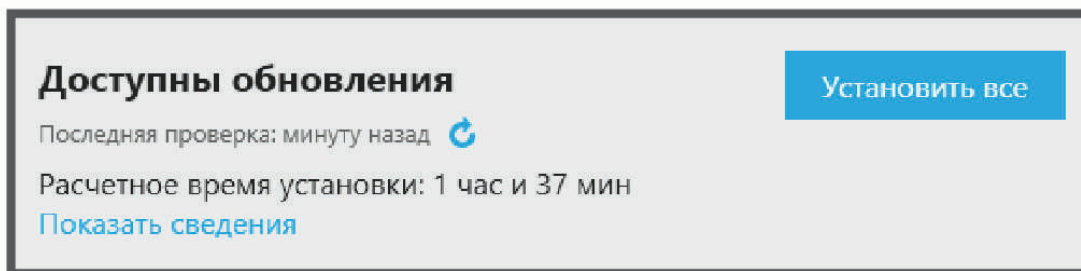 Доступны обновления
Установить все
Последняя проверка: минуту назад
Расчетное время установки: 1 час и 37 мин
Показать сведения